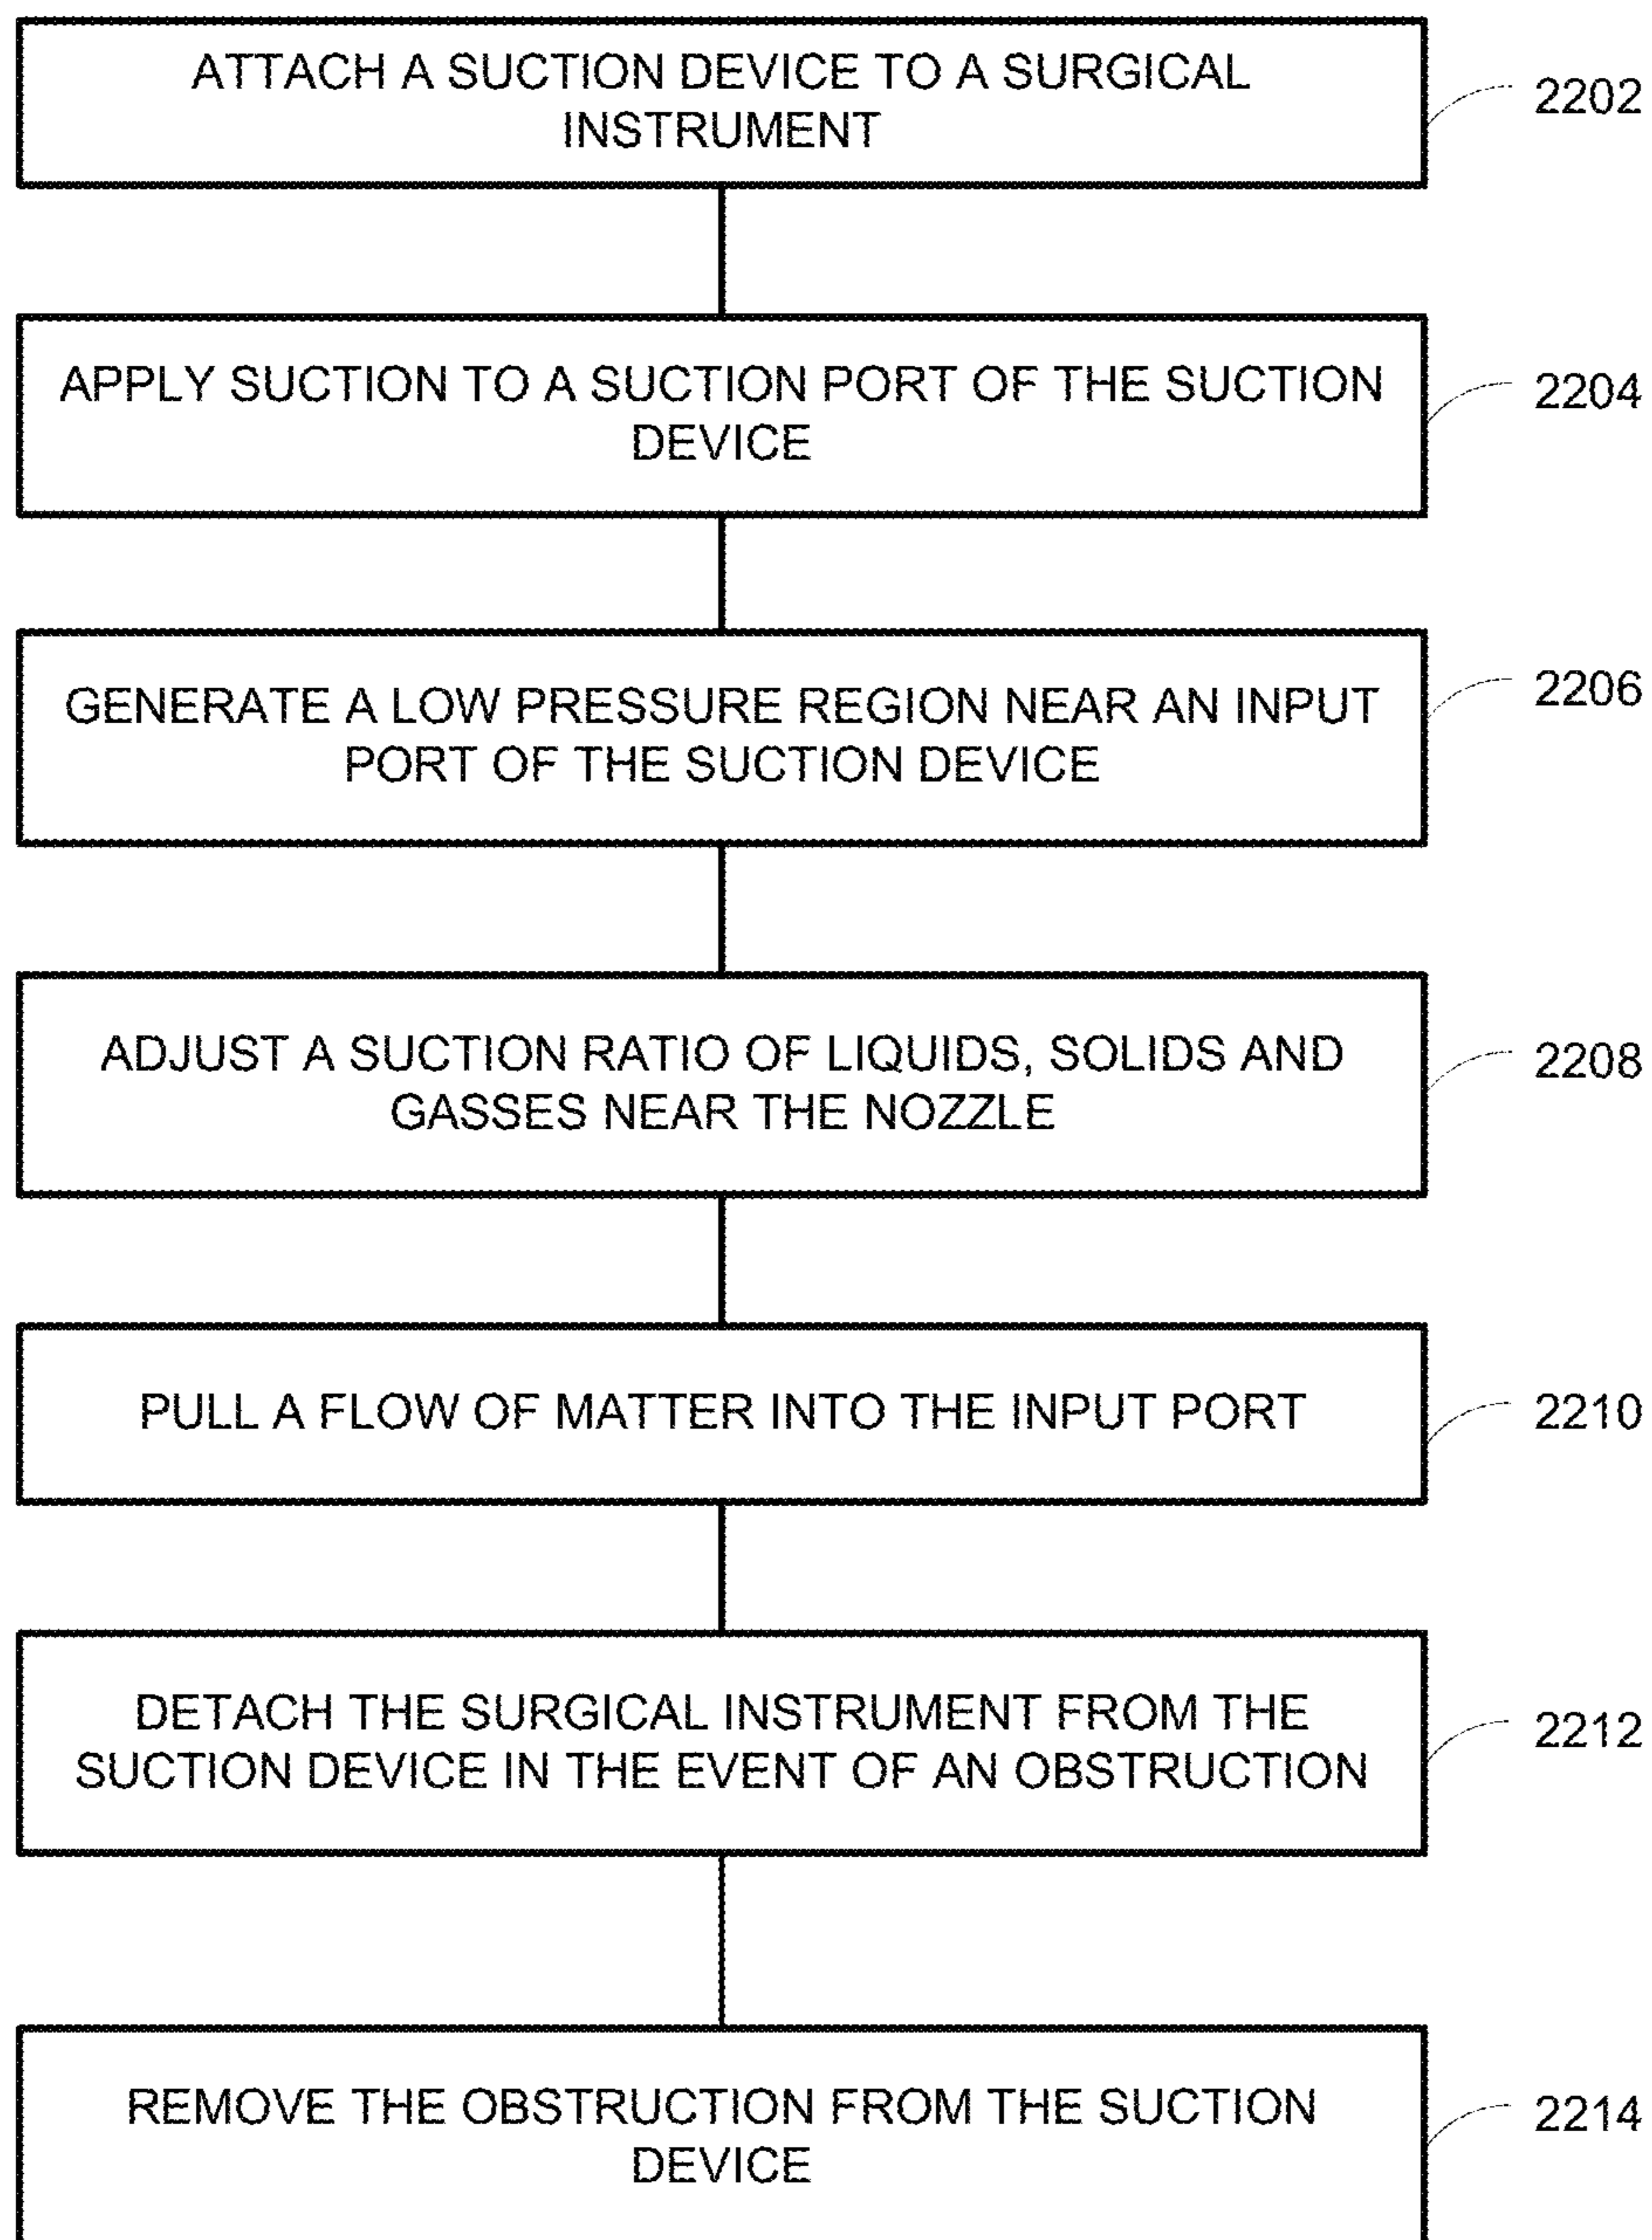 ATTACH A SUCTION DEVICE TO A SURGICAL
INSTRUMENT
2202
APPLY SUCTION TO A SUCTION PORT OF THE SUCTION
DEVICE
2204
GENERATE A LOW PRESSURE REGION NEAR AN INPUT
PORT OF THE SUCTION DEVICE
2206
ADJUST A SUCTION RATIO OF LIQUIDS, SOLIDS AND
GASSES NEAR THE NOZZLE
2208
PULL A FLOW OF MATTER INTO THE INPUT PORT
2210
DETACH THE SURGICAL INSTRUMENT FROM THE
SUCTION DEVICE IN THE EVENT OF AN OBSTRUCTION
2212
REMOVE THE OBSTRUCTION FROM THE SUCTION
DEVICE
2214